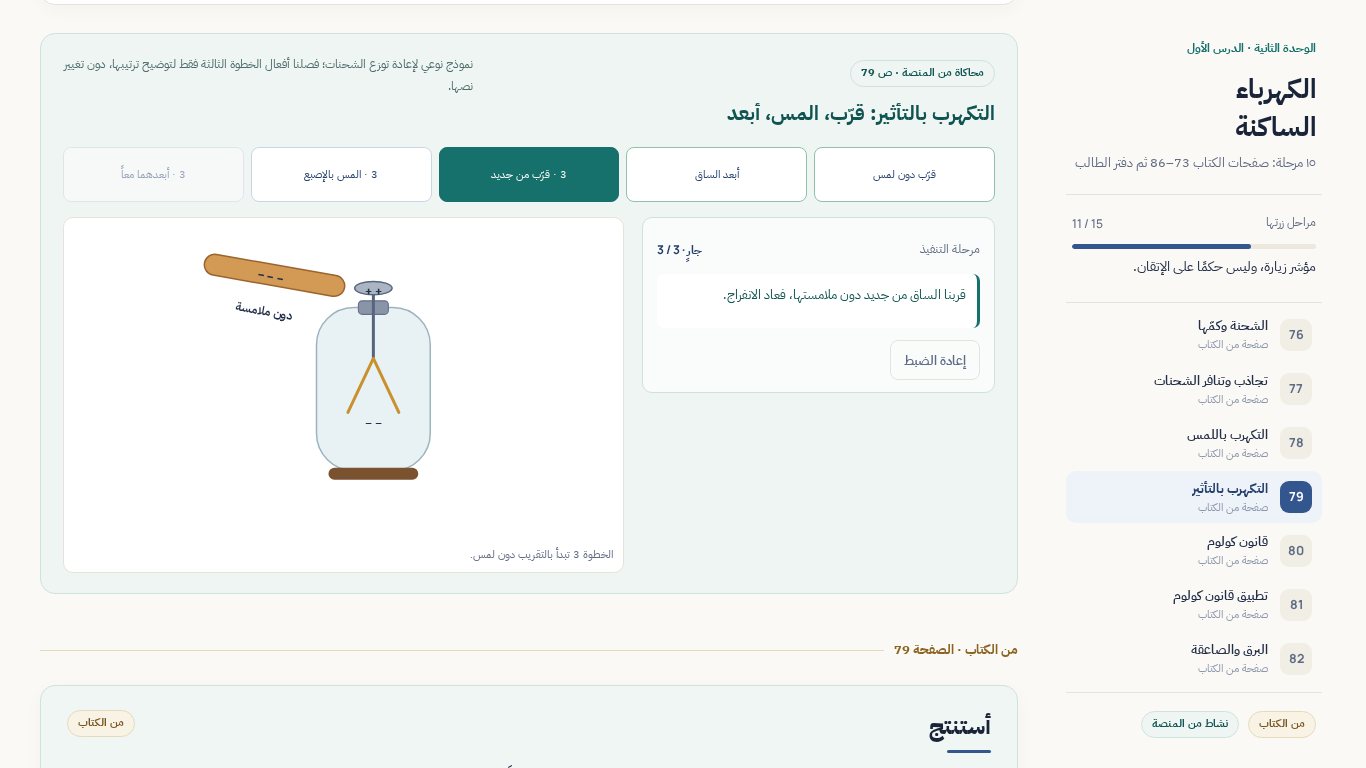 الوحدة الثانية · الدرس الأول
الكهرباء
الساكنة
١٥ مرحلة: صفحات الكتاب 73–86 ثم دفتر الطالب
مراحل زرتها
11 / 15
مؤشر زيارة، وليس حكمًا على الإتقان.
76
الشحنة وكمّها
صفحة من الكتاب
77
تجاذب وتنافر الشحنات
صفحة من الكتاب
78
التكهرب باللمس
صفحة من الكتاب
79
التكهرب بالتأثير
صفحة من الكتاب
80
قانون كولوم
صفحة من الكتاب
81
تطبيق قانون كولوم
صفحة من الكتاب
82
البرق والصاعقة
صفحة من الكتاب
من الكتاب
نشاط من المنصة
محاكاة من المنصة · ص 79
التكهرب بالتأثير: قرّب، المس، أبعد
نموذج نوعي لإعادة توزع الشحنات؛ فصلنا أفعال الخطوة الثالثة فقط لتوضيح ترتيبها، دون تغيير
نصها.
قرّب دون لمس
أبعد الساق
3 · قرّب من جديد
3 · المس بالإصبع
3 · أبعدهما معاً
مرحلة التنفيذ
جارٍ · 3 / 3
قربنا الساق من جديد دون ملامستها، فعاد الانفراج.
إعادة الضبط
– – –
+ +
دون ملامسة
– –
الخطوة 3 تبدأ بالتقريب دون لمس.
من الكتاب · الصفحة 79
أستنتج
من الكتاب